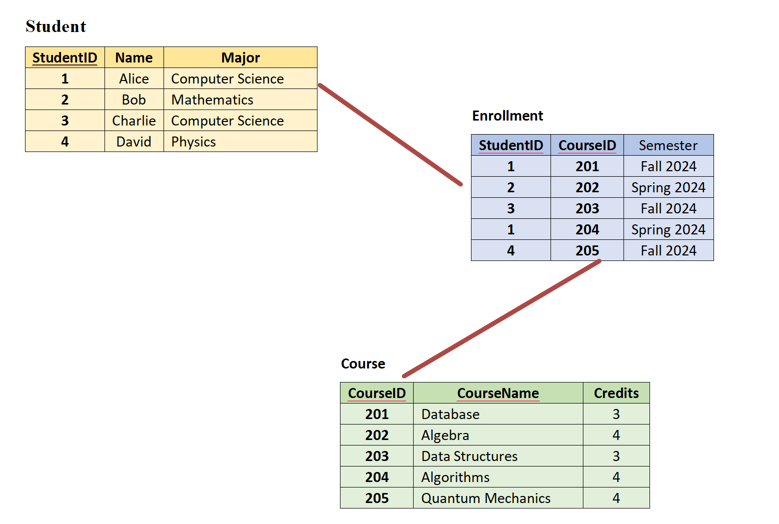 Student
StudentID Name Major
1 Alice Computer Science
2 Bob Mathematics
3 Charlie Computer Science
4 David Physics
Enrollment
StudentID CourseID Semester
1 201 Fall 2024
2 202 Spring 2024
3 203 Fall 2024
1 204 Spring 2024
4 205 Fall 2024
Course
CourseID CourseName Credits
201 Database 3
202 Algebra 4
203 Data Structures 3
204 Algorithms 4
205 Quantum Mechanics 4